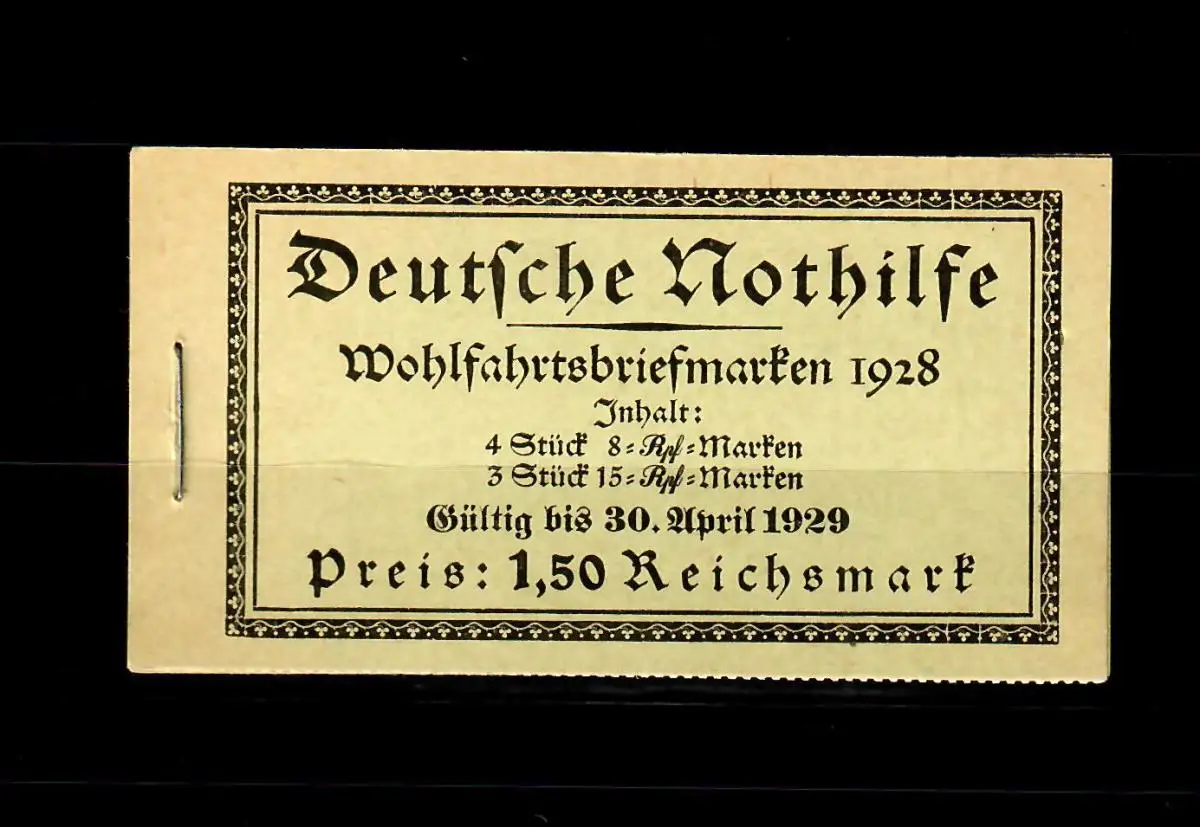 Deutſche Nothilfe
Wohlfahrtsbriefmarken 1928
Inhalt:
4 Stück 8=Rpf=Marken
3 Stück 15=Rpf=Marken
Gültig bis 30. April 1929
Preis: 1,50 Reichsmark